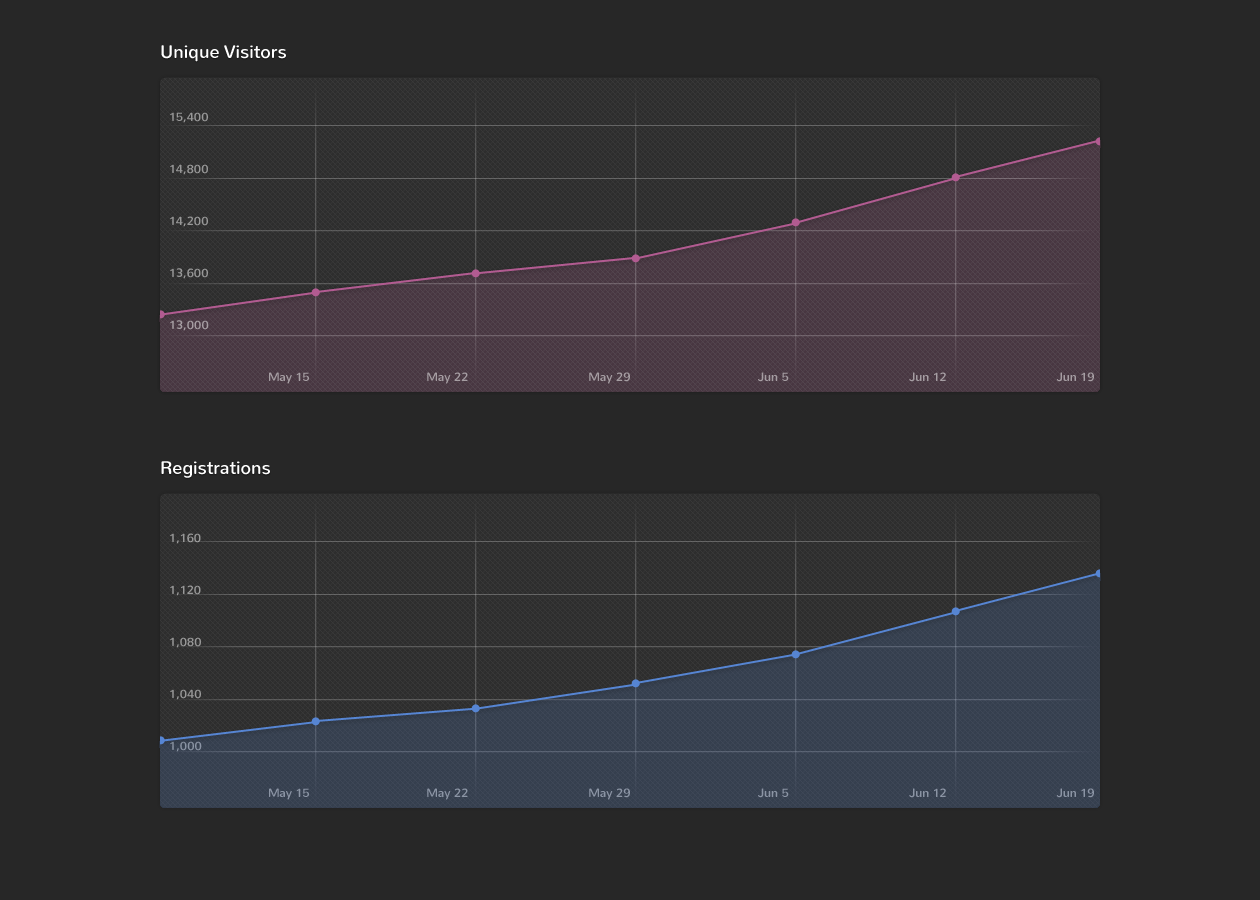 Unique Visitors
15,400
14,800
14,200
13,600
13,000
May 15 May 22 May 29 Jun 5 Jun 12 Jun 19
Registrations
1,160
1,120
1,080
1,040
1,000
May 15 May 22 May 29 Jun 5 Jun 12 Jun 19